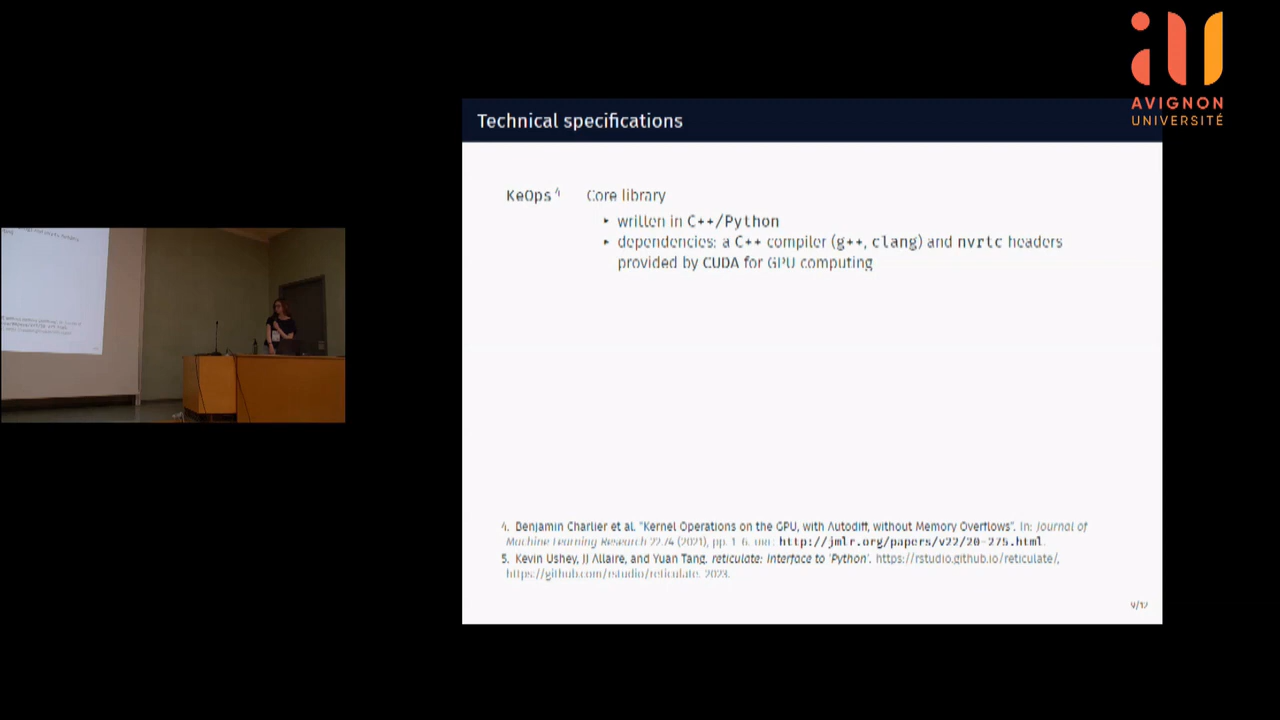 AVIGNON
UNIVERSITÉ
Technical specifications
KeOps 4 Core library
‣ written in C++/Python
‣ dependencies: a C++ compiler (g++, clang) and nvrtc headers
provided by CUDA for GPU computing
4. Benjamin Charlier et al. "Kernel Operations on the GPU, with Autodiff, without Memory Overflows". In: Journal of
Machine Learning Research 22.74 (2021), pp. 1–6. URL: http://jmlr.org/papers/v22/20-275.html.
5. Kevin Ushey, JJ Allaire, and Yuan Tang. reticulate: Interface to 'Python'. https://rstudio.github.io/reticulate/,
https://github.com/rstudio/reticulate. 2023.
9/12